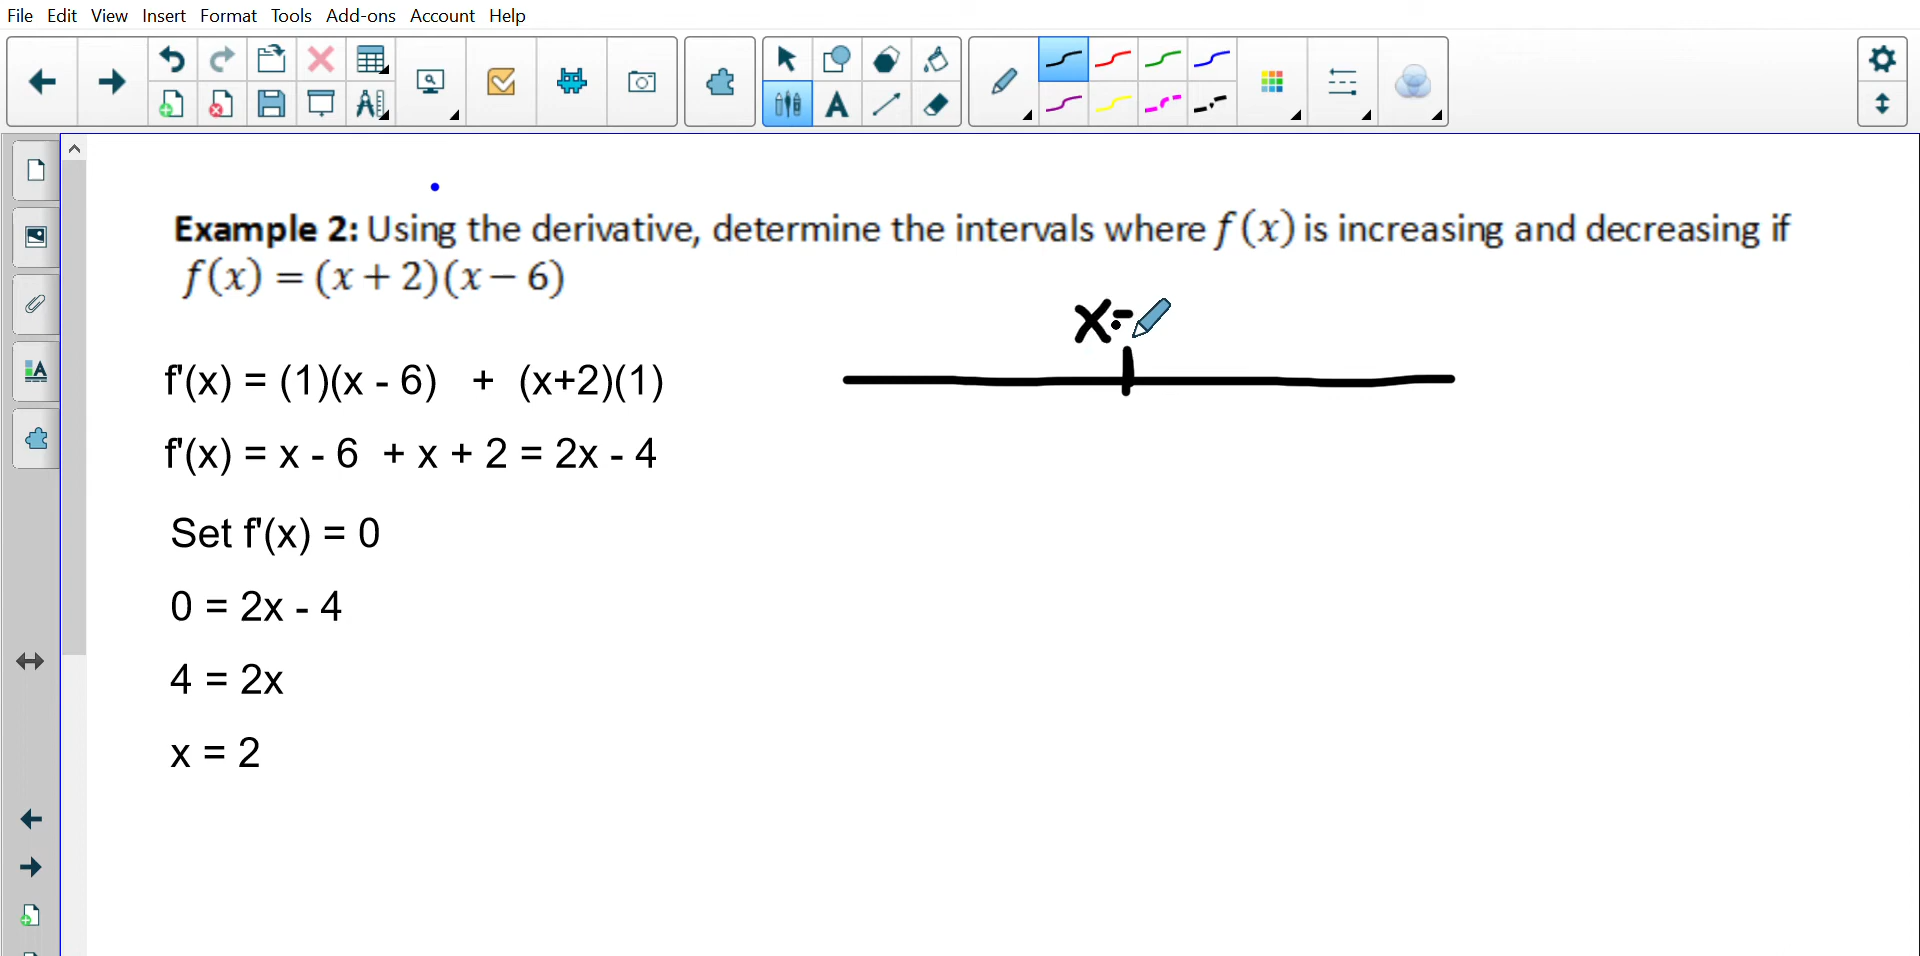 File Edit View Insert Format Tools Add-ons Account Help
Example 2: Using the derivative, determine the intervals where f(x) is increasing and decreasing if
f(x) = (x + 2)(x − 6)
x=
f'(x) = (1)(x - 6) + (x+2)(1)
f'(x) = x - 6 + x + 2 = 2x - 4
Set f'(x) = 0
0 = 2x - 4
4 = 2x
x = 2